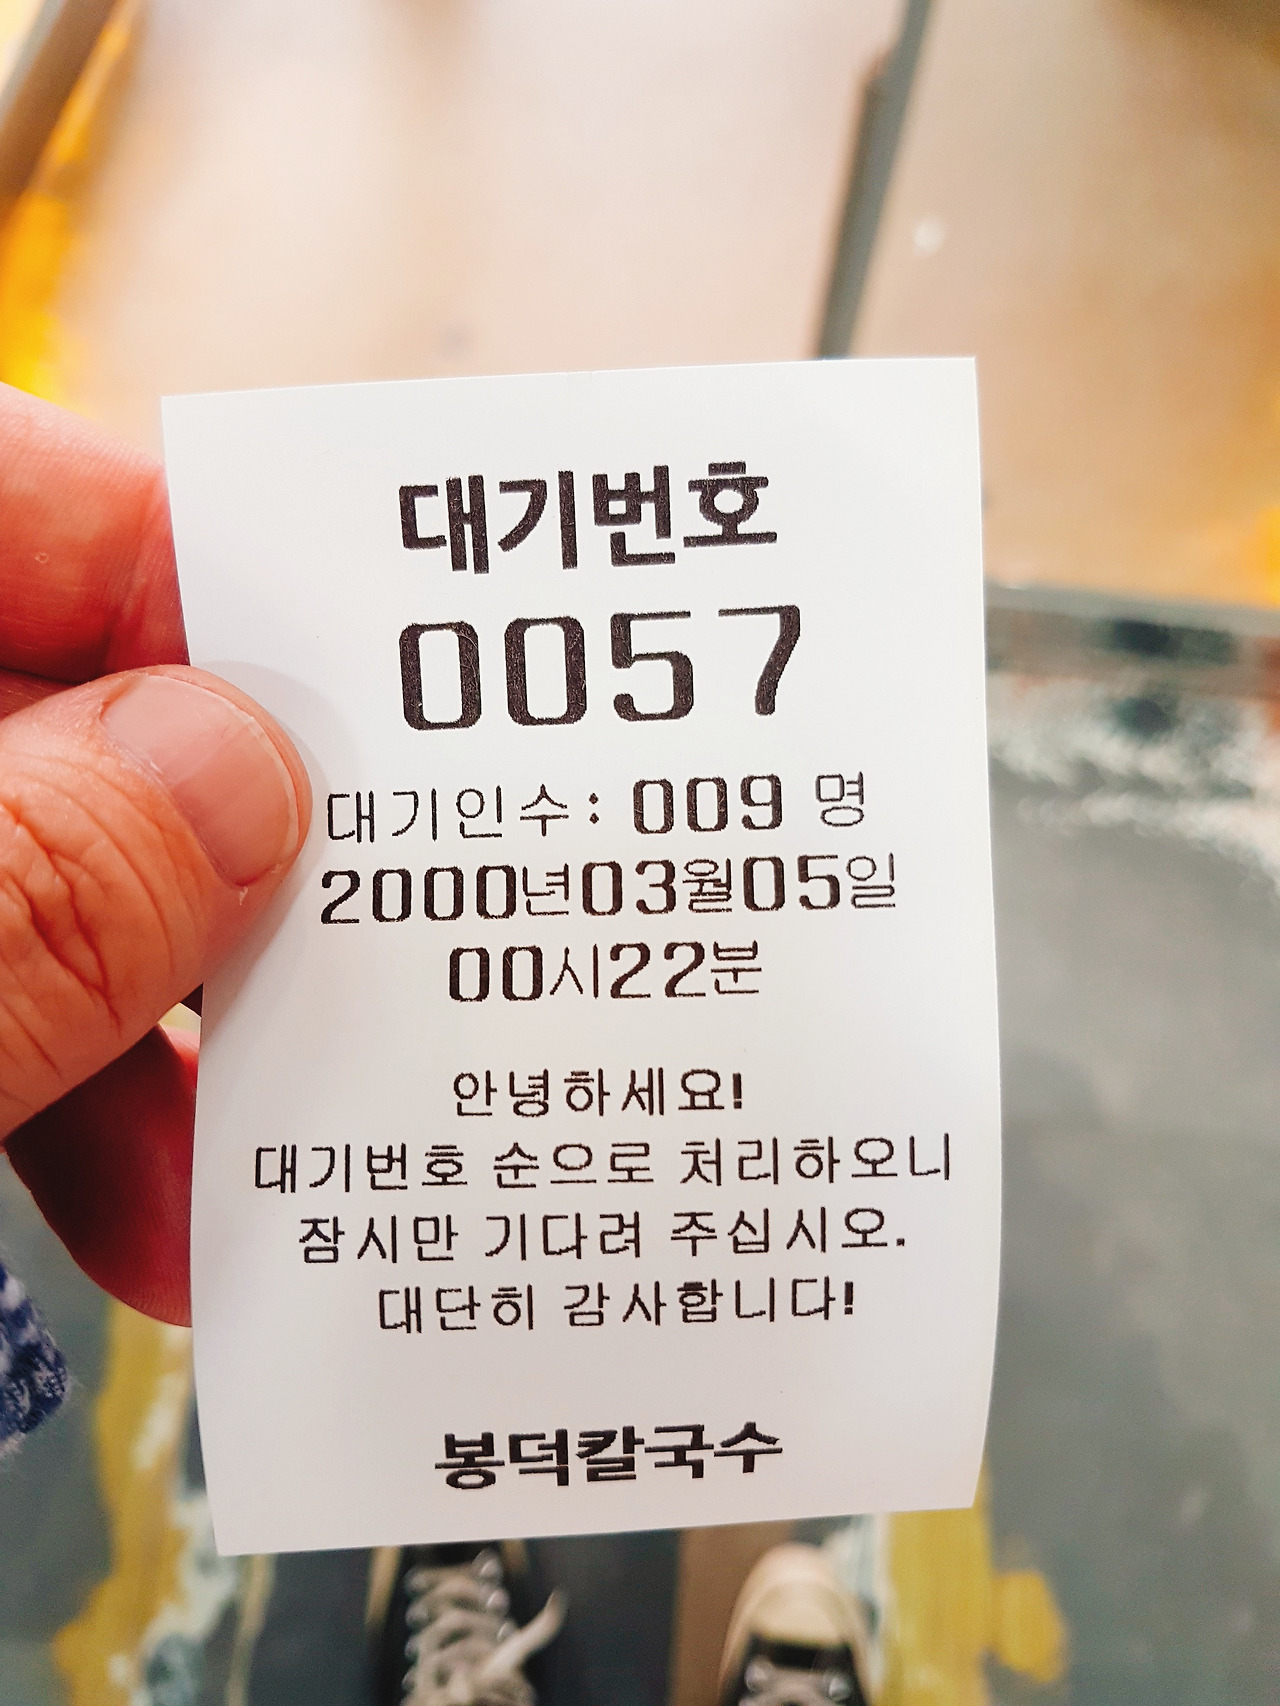 대기번호
0057
대기인수: 009 명
2000년03월05일
00시22분
안녕하세요!
대기번호 순으로 처리하오니
잠시만 기다려 주십시오.
대단히 감사합니다!
봉덕칼국수